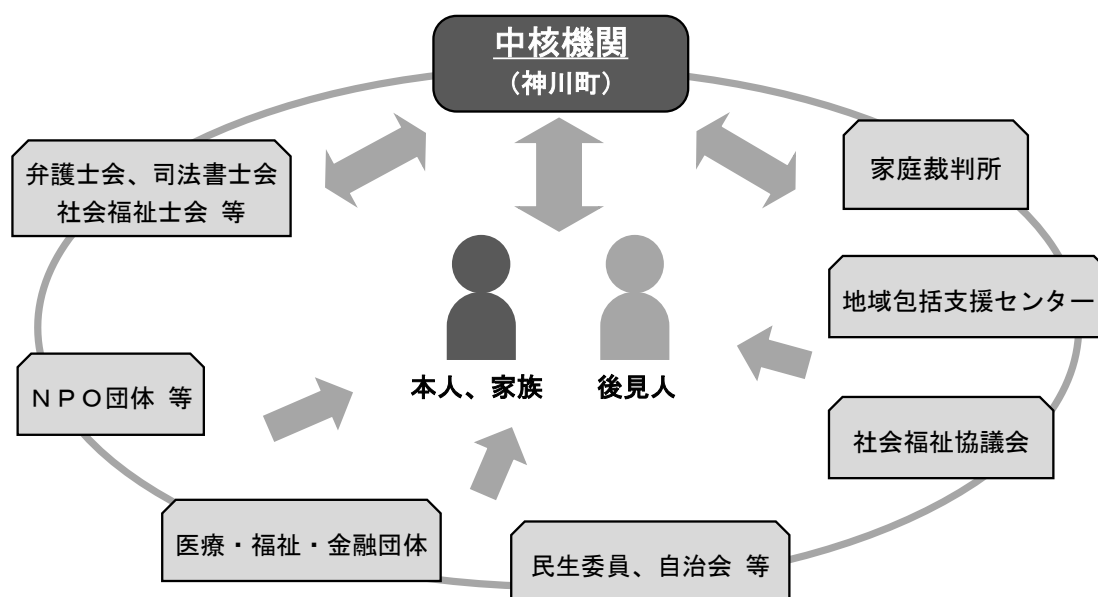 中核機関
（神川町）
弁護士会、司法書士会
社会福祉士会 等
家庭裁判所
地域包括支援センター
本人、家族
後見人
ＮＰＯ団体 等
社会福祉協議会
医療・福祉・金融団体
民生委員、自治会 等